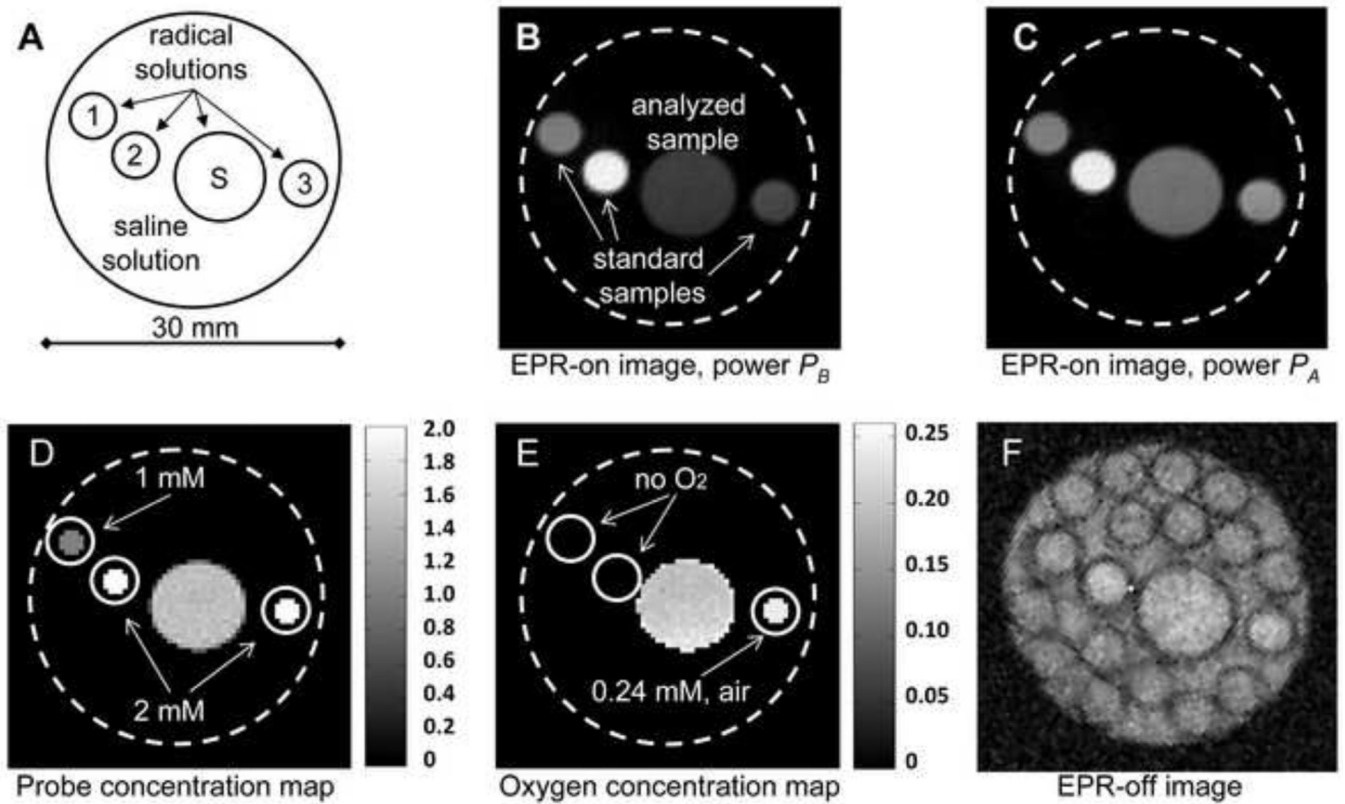 A
radical
solutions
1
2
S
3
saline
solution
30 mm
B
analyzed
sample
standard
samples
EPR-on image, power P_B
C
EPR-on image, power P_A
D
1 mM
2 mM
2.0
1.8
1.6
1.4
1.2
1.0
0.8
0.6
0.4
0.2
0
Probe concentration map
E
no O₂
0.24 mM, air
0.25
0.20
0.15
0.10
0.05
0
Oxygen concentration map
F
EPR-off image